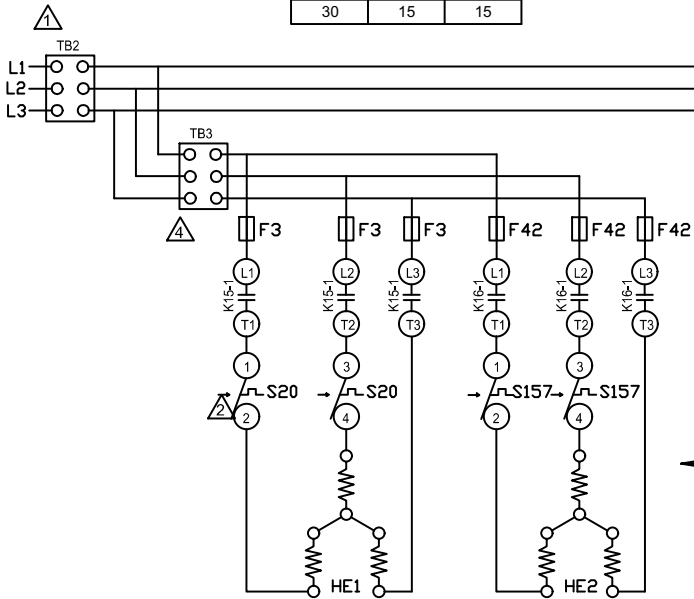 30 15 15
1
TB2
L1
L2
L3
TB3
4
F3 F3 F3 F42 F42 F42
L1 L2 L3 L1 L2 L3
K15-1 K15-1 K15-1 K16-1 K16-1 K16-1
T1 T2 T3 T1 T2 T3
1 3 1 3
S20 S20 S157 S157
2 2 4 2 4
HE1 HE2